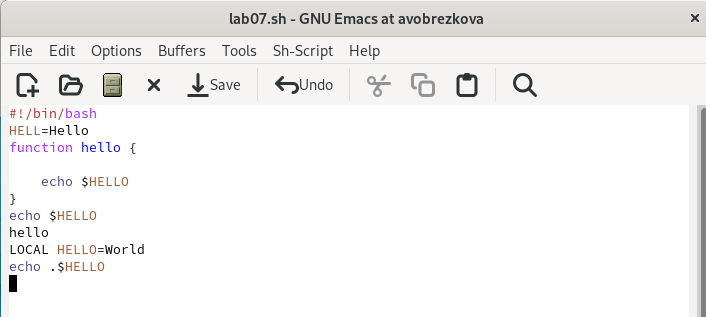 lab07.sh - GNU Emacs at avobrezkova
File Edit Options Buffers Tools Sh-Script Help
Save Undo
#!/bin/bash
HELL=Hello
function hello {
    echo $HELLO
}
echo $HELLO
hello
LOCAL HELLO=World
echo .$HELLO